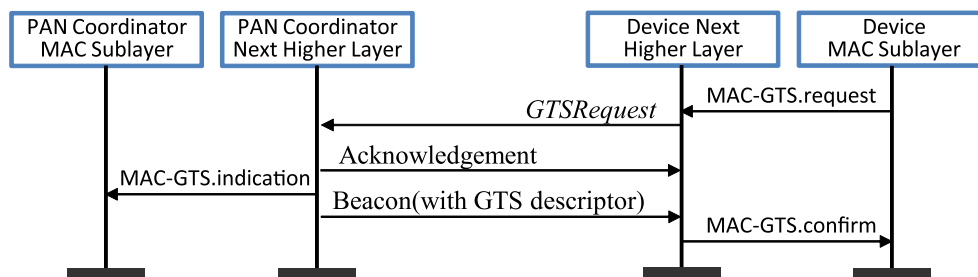 PAN Coordinator
MAC Sublayer
PAN Coordinator
Next Higher Layer
Device Next
Higher Layer
Device
MAC Sublayer
MAC-GTS.request
GTSRequest
Acknowledgement
MAC-GTS.indication
Beacon(with GTS descriptor)
MAC-GTS.confirm